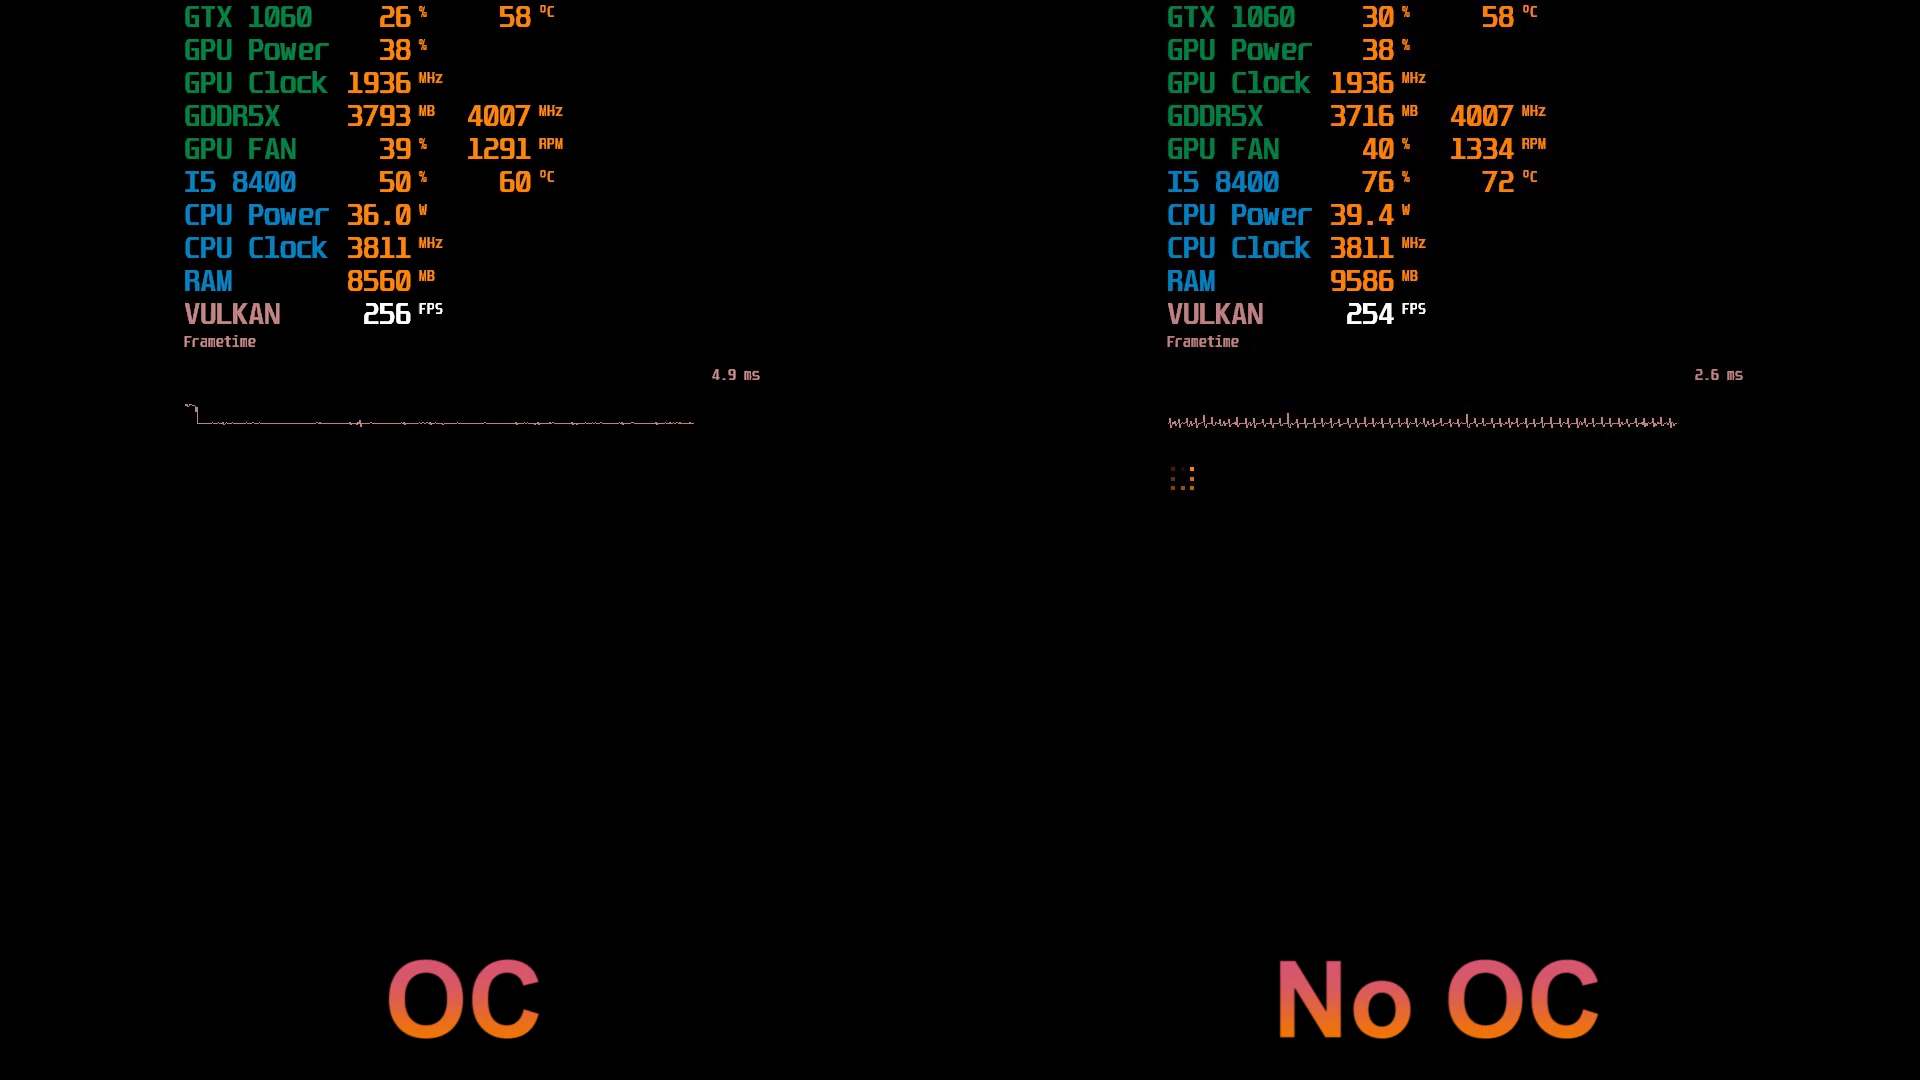 GTX 1060 26 % 58 °C
GPU Power 38 %
GPU Clock 1936 MHz
GDDR5X 3793 MB 4007 MHz
GPU FAN 39 % 1291 RPM
I5 8400 50 % 60 °C
CPU Power 36.0 W
CPU Clock 3811 MHz
RAM 8560 MB
VULKAN 256 FPS
Frametime
4.9 ms
OC
GTX 1060 30 % 58 °C
GPU Power 38 %
GPU Clock 1936 MHz
GDDR5X 3716 MB 4007 MHz
GPU FAN 40 % 1334 RPM
I5 8400 76 % 72 °C
CPU Power 39.4 W
CPU Clock 3811 MHz
RAM 9586 MB
VULKAN 254 FPS
Frametime
2.6 ms
No OC